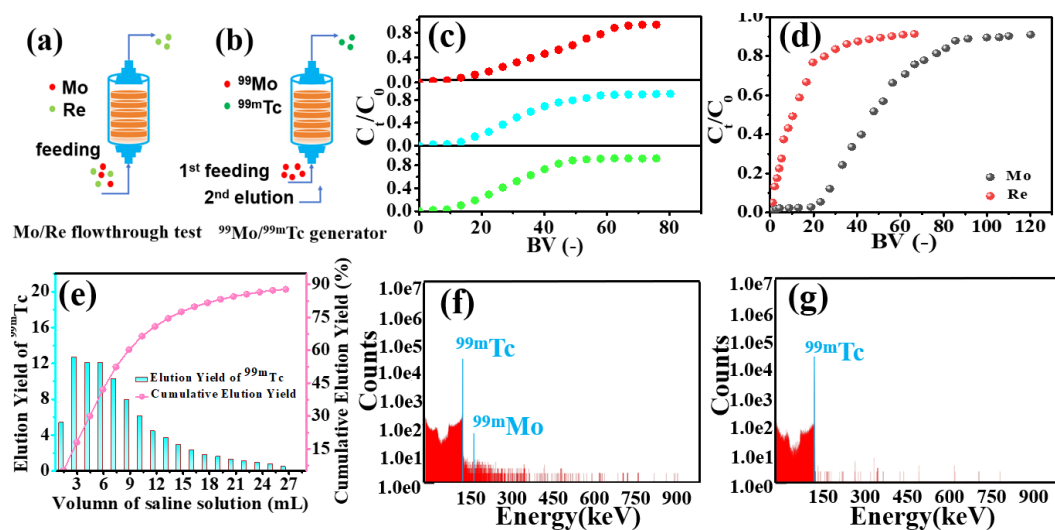 (a)
Mo
Re
feeding
Mo/Re flowthrough test
(b)
⁹⁹Mo
⁹⁹ᵐTc
1st feeding
2nd elution
⁹⁹Mo/⁹⁹ᵐTc generator
(c)
Cₜ/C₀
0.8
0.4
0.0
0.8
0.4
0.0
0.8
0.4
0.0
0 20 40 60 80
BV (-)
(d)
Cₜ/C₀
1.0
0.8
0.6
0.4
0.2
0.0
Mo
Re
0 20 40 60 80 100 120
BV (-)
(e)
Elution Yield of ⁹⁹ᵐTc
20
16
12
8
4
0
Elution Yield of ⁹⁹ᵐTc
Cumulative Elution Yield
90
75
60
45
30
15
Cumulative Elution Yield (%)
3 6 9 12 15 18 21 24 27
Volumn of saline solution (mL)
(f)
Counts
1.0e7
1.0e6
1.0e5
1.0e4
1.0e3
1.0e2
1.0e1
1.0e0
⁹⁹ᵐTc
⁹⁹ᵐMo
150 300 450 600 750 900
Energy(keV)
(g)
Counts
1.0e7
1.0e6
1.0e5
1.0e4
1.0e3
1.0e2
1.0e1
1.0e0
⁹⁹ᵐTc
150 300 450 600 750 900
Energy(keV)